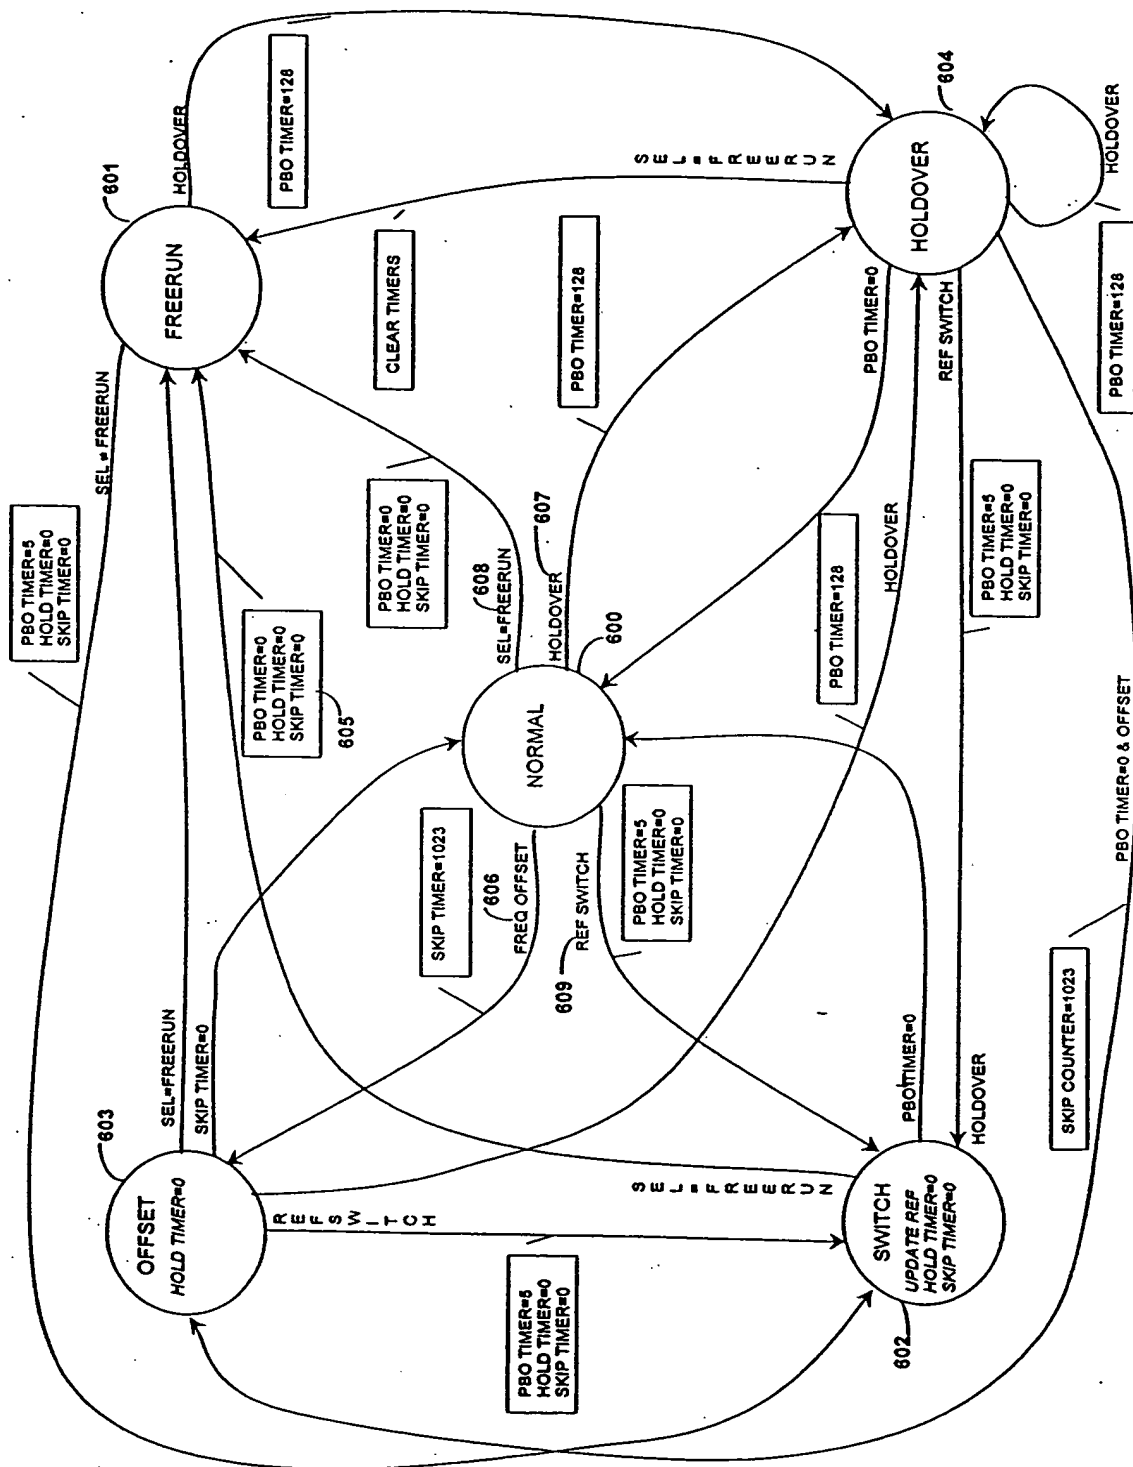 PBO TIMER=5
HOLD TIMER=0
SKIP TIMER=0
SEL ≠ FREERUN
601
603
OFFSET
HOLD TIMER=0
SEL=FREERUN
SKIP TIMER=0
FREERUN
HOLDOVER
PBO TIMER=128
REF SWITCH
PBO TIMER=0
HOLD TIMER=0
SKIP TIMER=0
605
PBO TIMER=0
HOLD TIMER=0
SKIP TIMER=0
CLEAR TIMERS
SKIP TIMER=1023
606
FREQ OFFSET
609
REF SWITCH
NORMAL
600
608
SEL=FREERUN
607
HOLDOVER
PBO TIMER=128
PBO TIMER=5
HOLD TIMER=0
SKIP TIMER=0
PBO TIMER=5
HOLD TIMER=0
SKIP TIMER=0
SEL=FREERUN
SEL=FREERUN
PBO TIMER=128
HOLDOVER
PBO TIMER=0
REF SWITCH
602
SWITCH
UPDATE REF
HOLD TIMER=0
SKIP TIMER=0
PBO TIMER=0
HOLDOVER
PBO TIMER=5
HOLD TIMER=0
SKIP TIMER=0
HOLDOVER
604
HOLDOVER
SKIP COUNTER=1023
PBO TIMER=0 & OFFSET
PBO TIMER=128